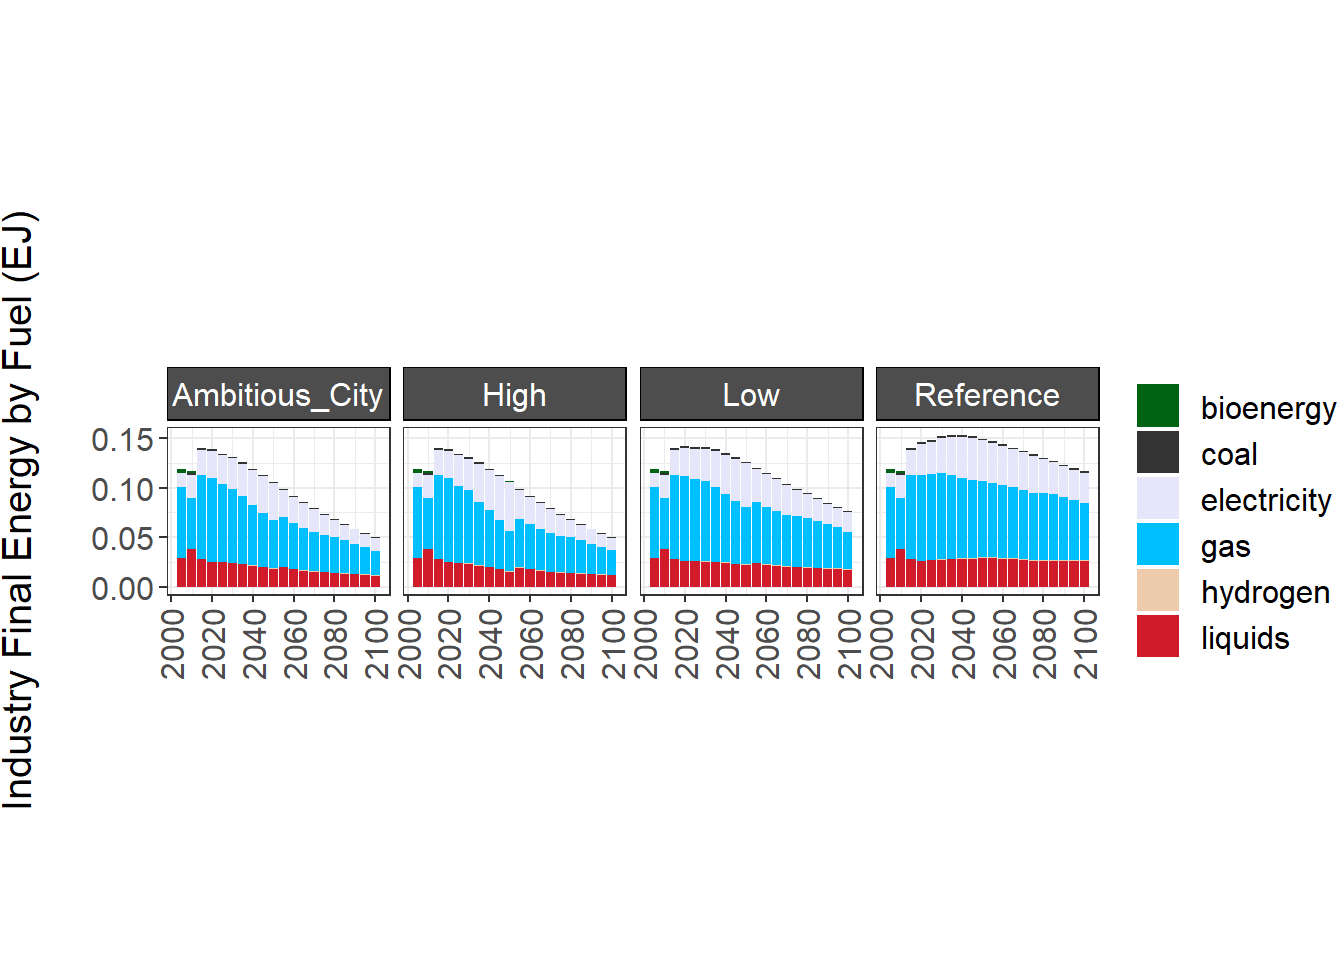 Industry Final Energy by Fuel (EJ)
Ambitious_City
High
Low
Reference
0.15
0.10
0.05
0.00
2000 2020 2040 2060 2080 2100
2000 2020 2040 2060 2080 2100
2000 2020 2040 2060 2080 2100
2000 2020 2040 2060 2080 2100
bioenergy
coal
electricity
gas
hydrogen
liquids